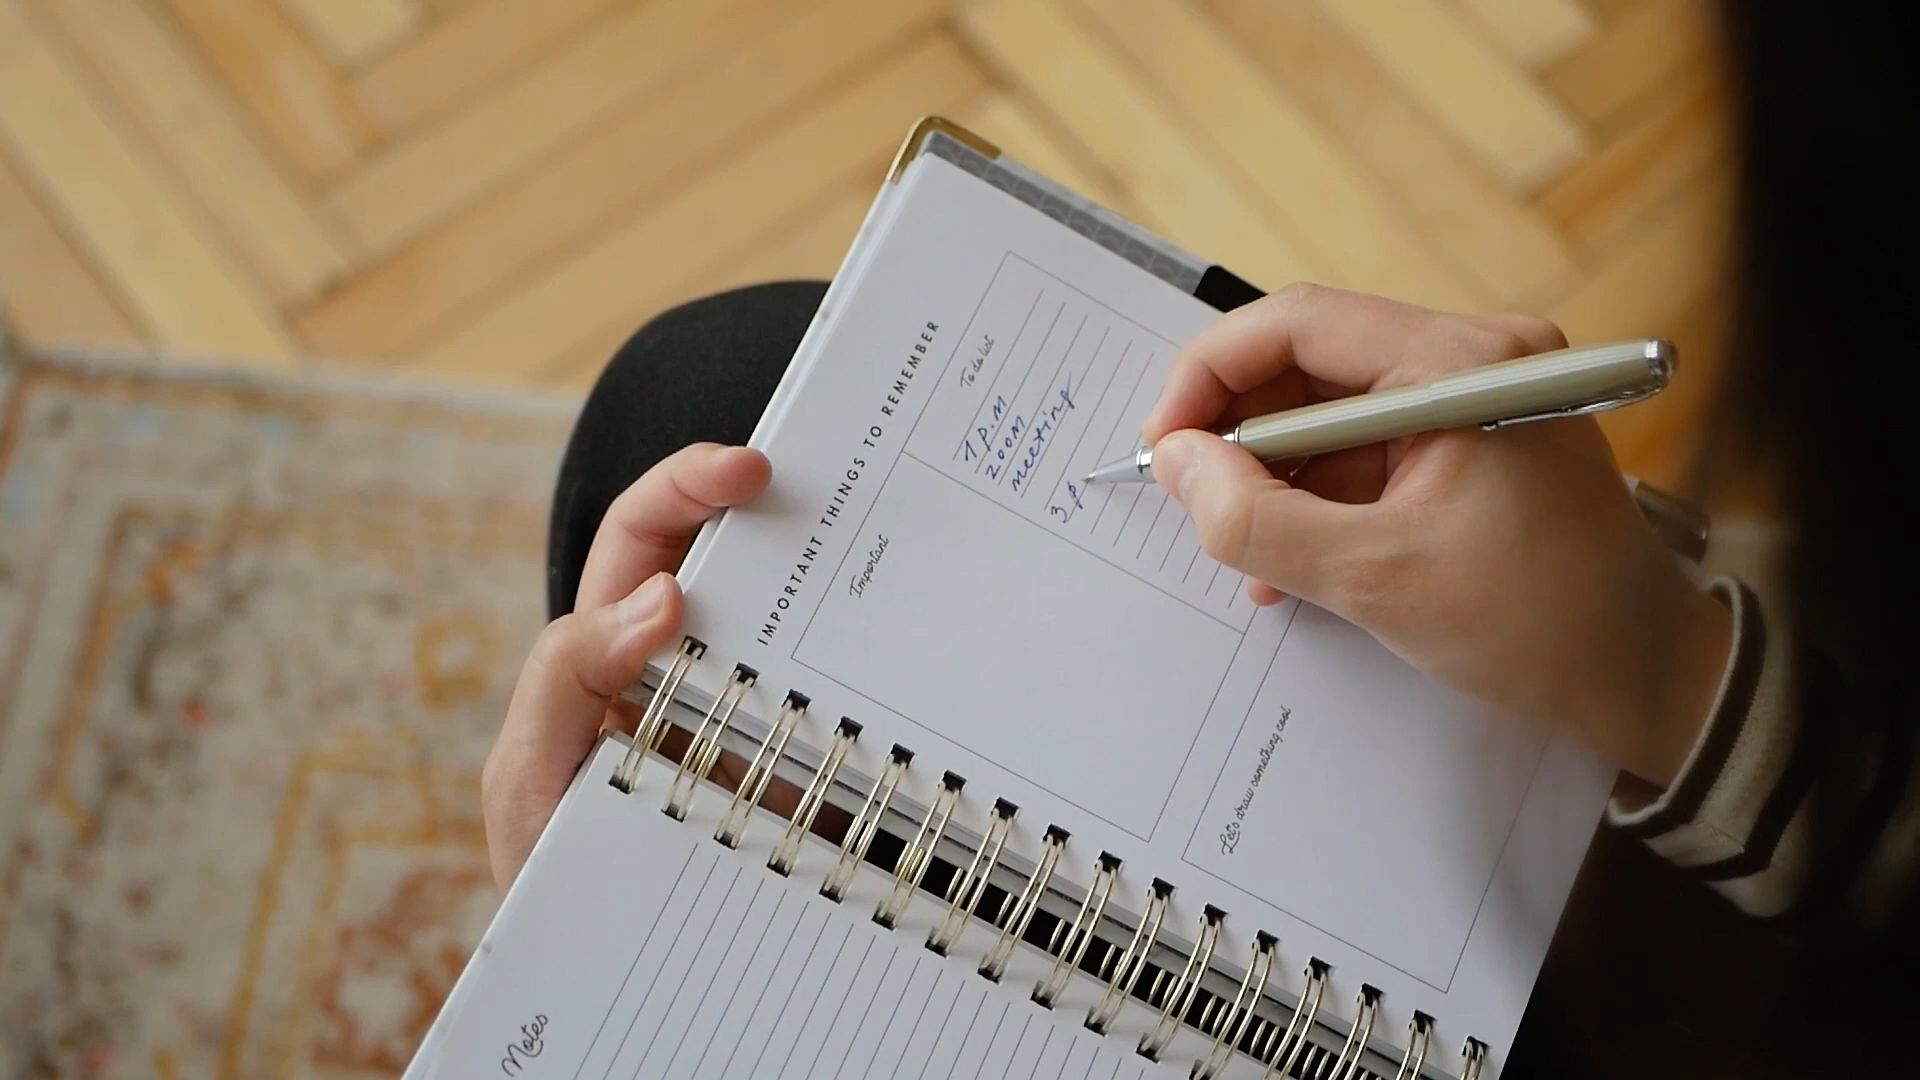 IMPORTANT THINGS TO REMEMBER
To do list
1 P.M
ZOOM
meeting
3 p
Important
Let's draw something cool
Notes